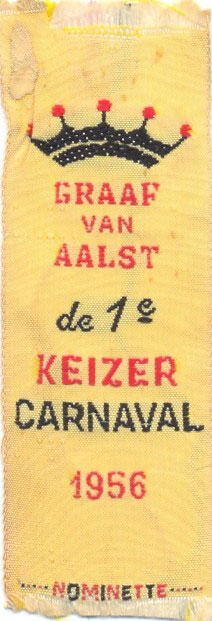 GRAAF
VAN
AALST
de 1e
KEIZER
CARNAVAL
1956
NOMINETTE